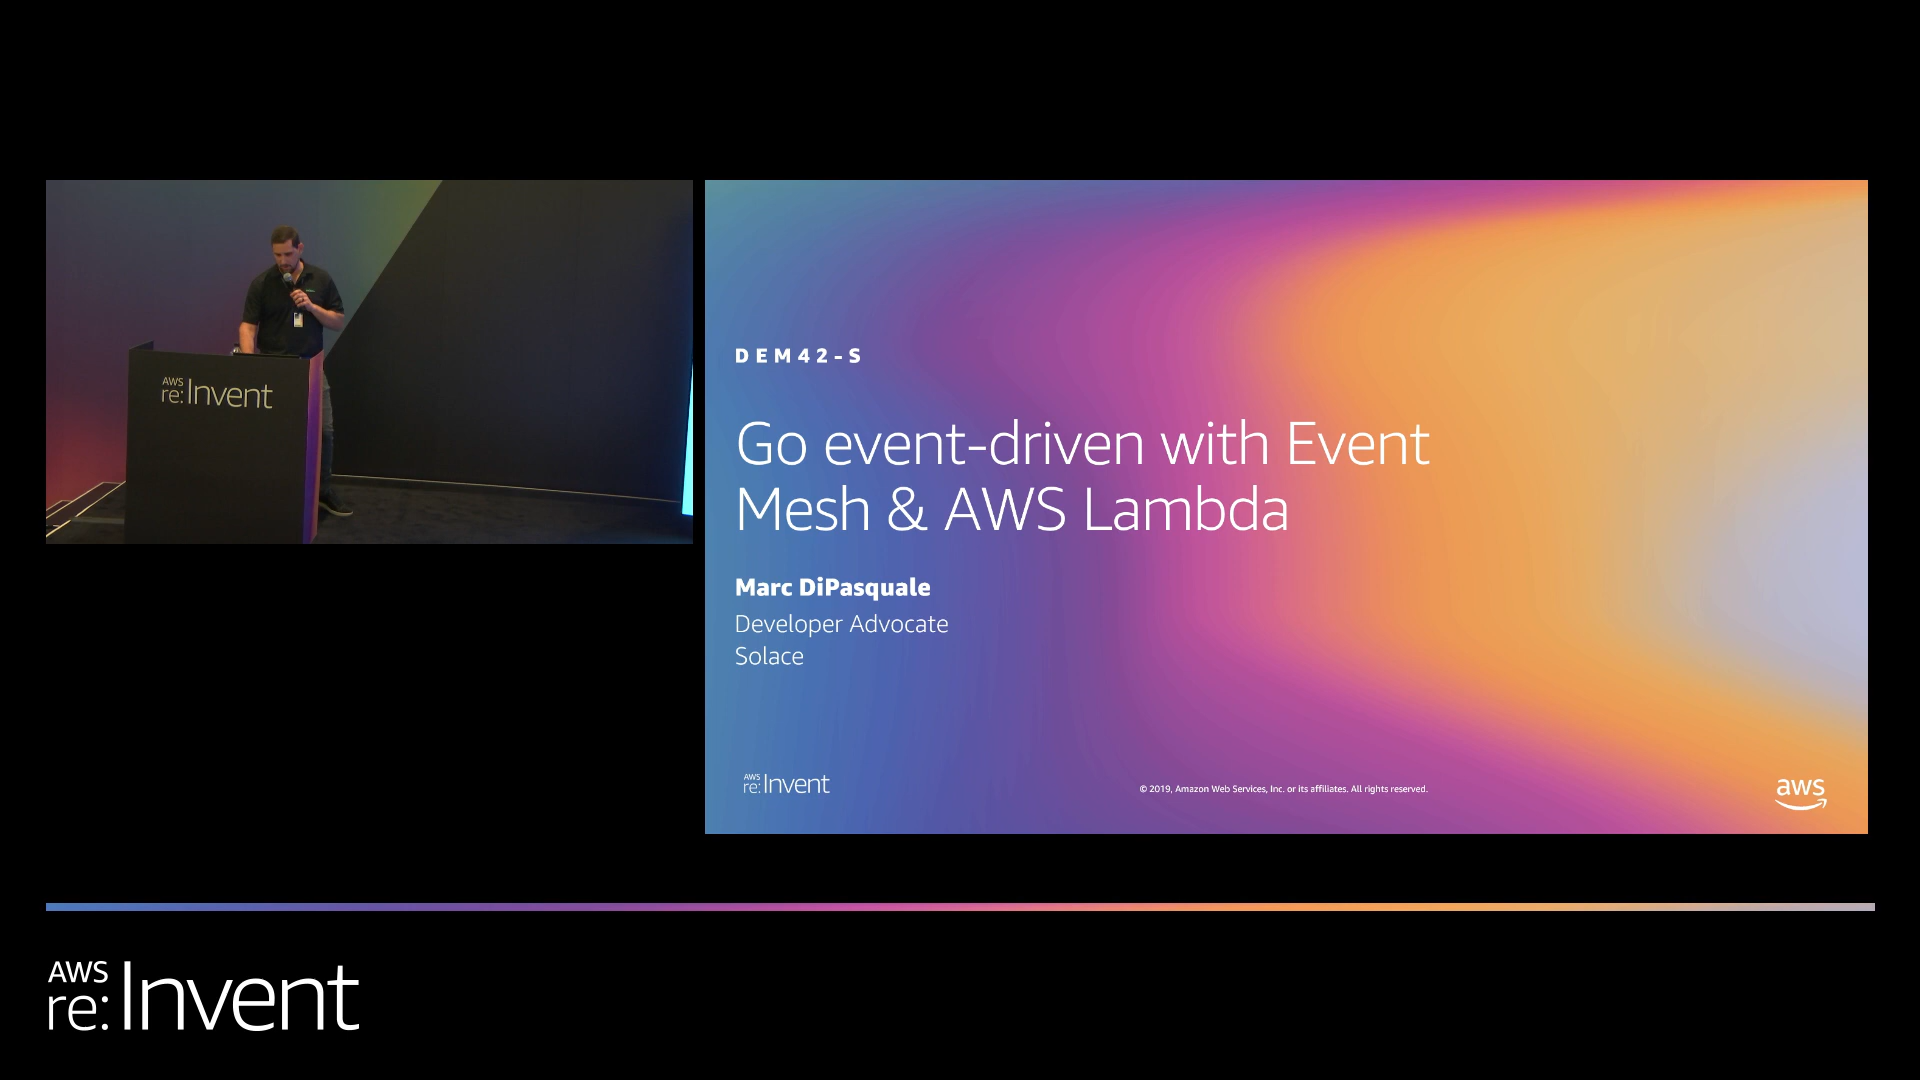 AWS
re:Invent
DEM42-S
Go event-driven with Event
Mesh & AWS Lambda
Marc DiPasquale
Developer Advocate
Solace
AWS
re:Invent
© 2019, Amazon Web Services, Inc. or its affiliates. All rights reserved.
aws
AWS
re:Invent